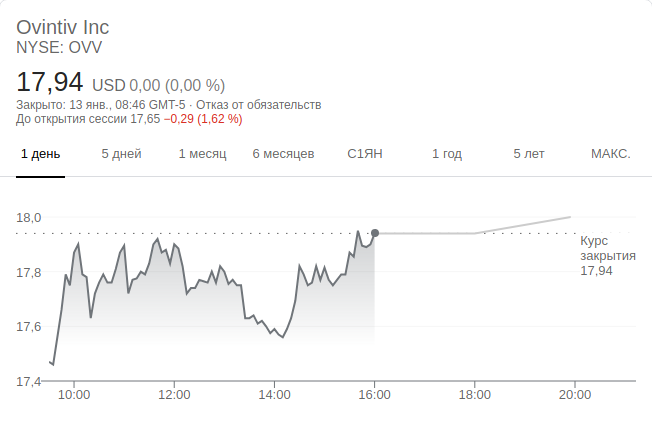 Ovintiv Inc
NYSE: OVV
17,94 USD 0,00 (0,00 %)
Закрыто: 13 янв., 08:46 GMT-5 · Отказ от обязательств
До открытия сессии 17,65 −0,29 (1,62 %)
1 день 5 дней 1 месяц 6 месяцев С1ЯН 1 год 5 лет МАКС.
18,0
Курс
закрытия
17,94
17,8
17,6
17,4
10:00 12:00 14:00 16:00 18:00 20:00